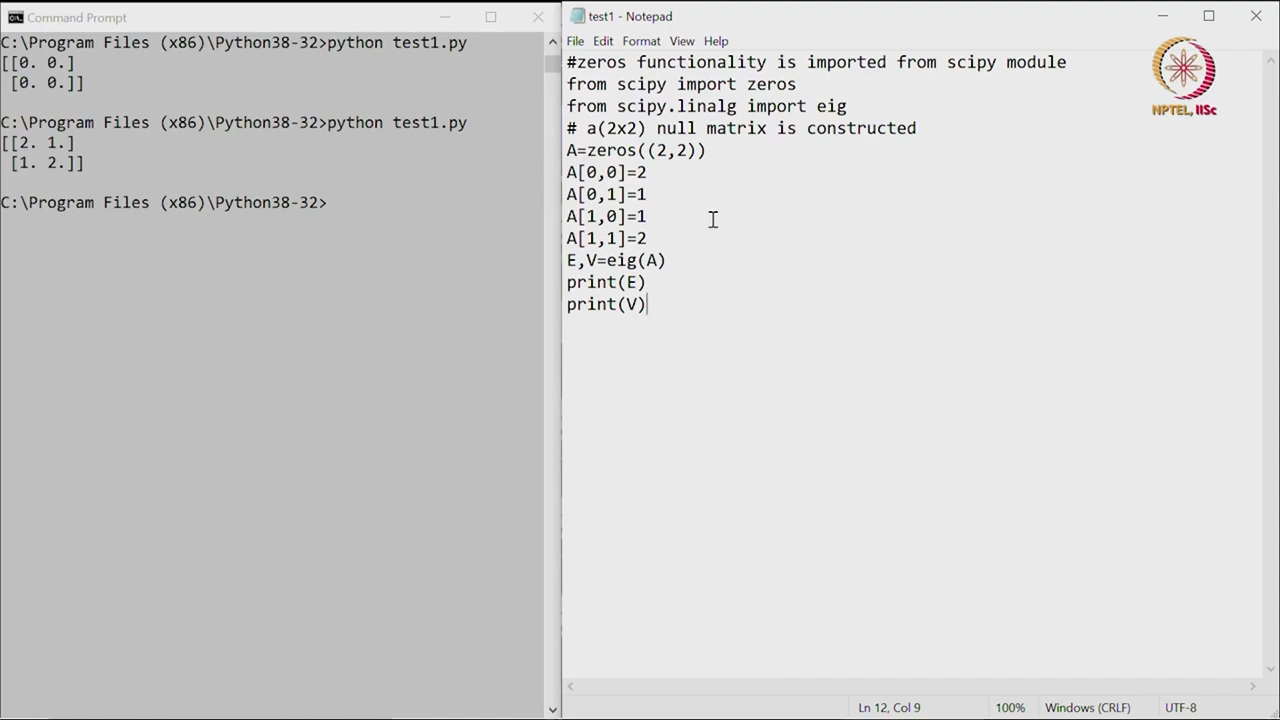 Command Prompt
C:\Program Files (x86)\Python38-32>python test1.py
[[0. 0.]
 [0. 0.]]
C:\Program Files (x86)\Python38-32>python test1.py
[[2. 1.]
 [1. 2.]]
C:\Program Files (x86)\Python38-32>
test1 - Notepad
File Edit Format View Help
#zeros functionality is imported from scipy module
from scipy import zeros
from scipy.linalg import eig
# a(2x2) null matrix is constructed
A=zeros((2,2))
A[0,0]=2
A[0,1]=1
A[1,0]=1
A[1,1]=2
E,V=eig(A)
print(E)
print(V)
NPTEL, IISc
Ln 12, Col 9 100% Windows (CRLF) UTF-8